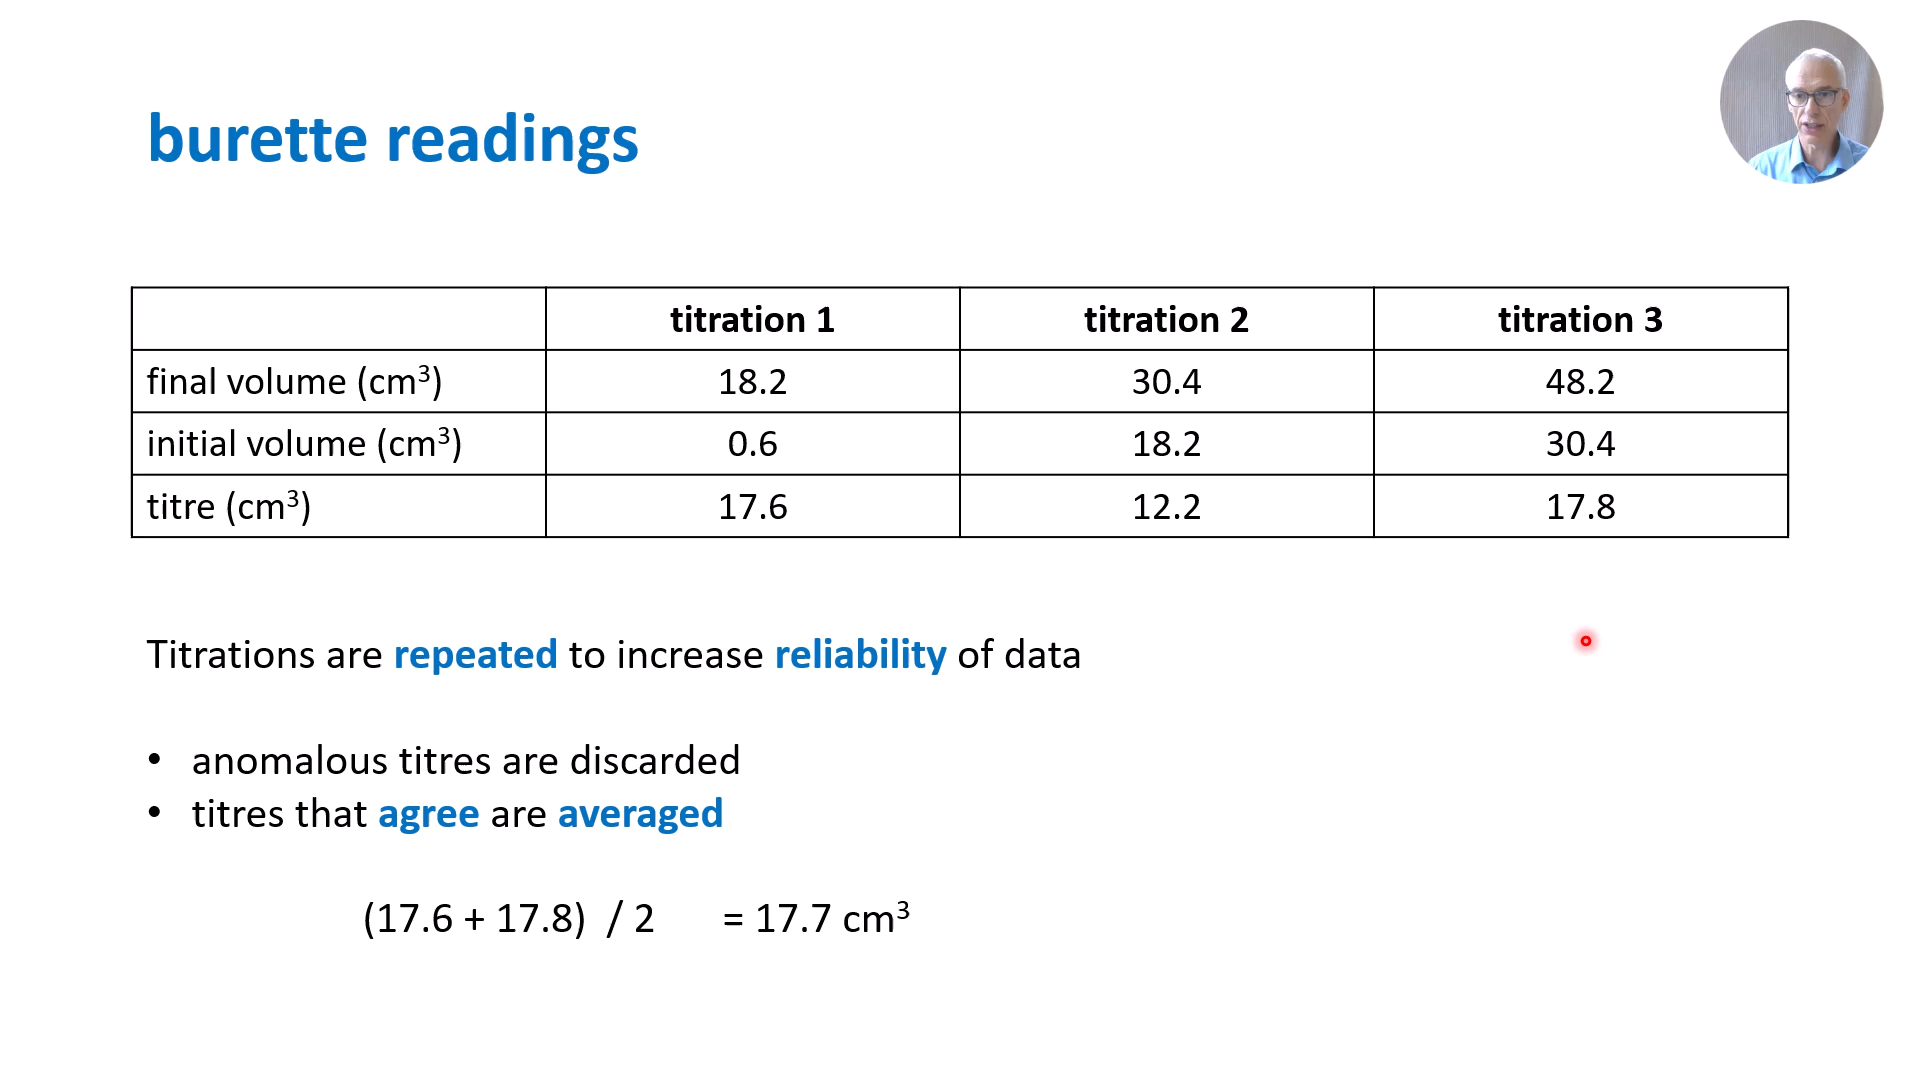 burette readings
titration 1 titration 2 titration 3
final volume (cm³) 18.2 30.4 48.2
initial volume (cm³) 0.6 18.2 30.4
titre (cm³) 17.6 12.2 17.8
Titrations are repeated to increase reliability of data
• anomalous titres are discarded
• titres that agree are averaged
(17.6 + 17.8) / 2 = 17.7 cm³